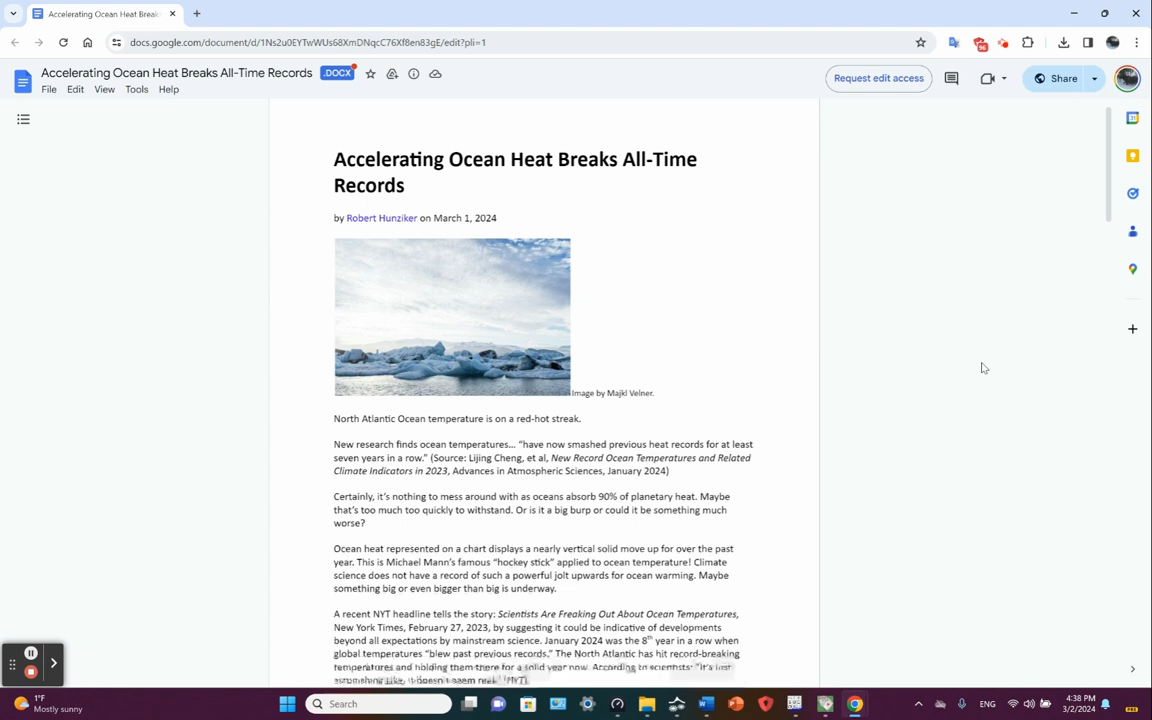 Accelerating Ocean Heat Breaks
docs.google.com/document/d/1Ns2u0EYTwWUs68XmDNqcC76Xf8en83gE/edit?pli=1
96
Accelerating Ocean Heat Breaks All-Time Records .DOCX
File Edit View Tools Help
Request edit access
Share
Accelerating Ocean Heat Breaks All-Time
Records
by Robert Hunziker on March 1, 2024
Image by Majkl Velner.
North Atlantic Ocean temperature is on a red-hot streak.
New research finds ocean temperatures… “have now smashed previous heat records for at least
seven years in a row.” (Source: Lijing Cheng, et al, New Record Ocean Temperatures and Related
Climate Indicators in 2023, Advances in Atmospheric Sciences, January 2024)
Certainly, it’s nothing to mess around with as oceans absorb 90% of planetary heat. Maybe
that’s too much too quickly to withstand. Or is it a big burp or could it be something much
worse?
Ocean heat represented on a chart displays a nearly vertical solid move up for over the past
year. This is Michael Mann’s famous “hockey stick” applied to ocean temperature! Climate
science does not have a record of such a powerful jolt upwards for ocean warming. Maybe
something big or even bigger than big is underway.
A recent NYT headline tells the story: Scientists Are Freaking Out About Ocean Temperatures,
New York Times, February 27, 2023, by suggesting it could be indicative of developments
beyond all expectations by mainstream science. January 2024 was the 8th year in a row when
global temperatures “blew past previous records.” The North Atlantic has hit record-breaking
temperatures and holding them there for a solid year now. According to scientists: “It’s just
1°F
Mostly sunny
Search
ENG
4:38 PM
3/2/2024